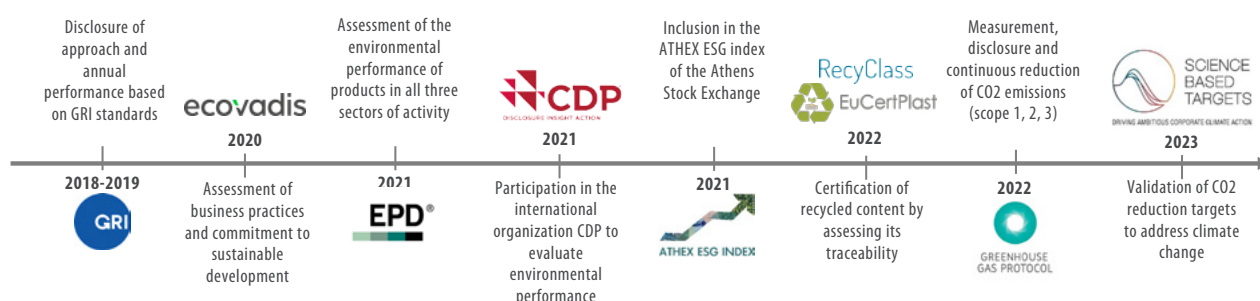 Disclosure of
approach and
annual
performance based
on GRI standards
2018-2019
GRI
ecovadis
2020
Assessment of
business practices
and commitment to
sustainable
development
Assessment of the
environmental
performance of
products in all three
sectors of activity
2021
EPD®
CDP
DISCLOSURE INSIGHT ACTION
2021
Participation in the
international
organization CDP to
evaluate
environmental
performance
Inclusion in the
ATHEX ESG index
of the Athens
Stock Exchange
2021
ATHEX ESG INDEX
RecyClass
EuCertPlast
2022
Certification of
recycled content by
assessing its
traceability
Measurement,
disclosure and
continuous reduction
of CO2 emissions
(scope 1, 2, 3)
2022
GREENHOUSE
GAS PROTOCOL
SCIENCE
BASED
TARGETS
DRIVING AMBITIOUS CORPORATE CLIMATE ACTION
2023
Validation of CO2
reduction targets
to address climate
change